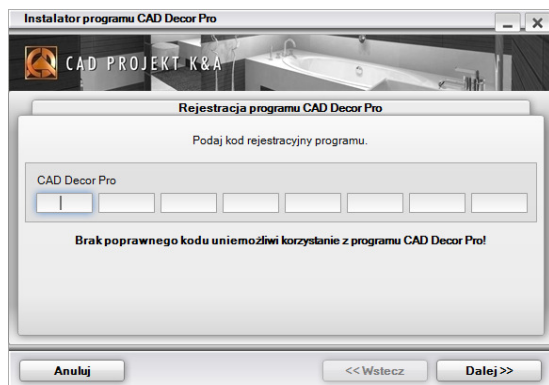 Instalator programu CAD Decor Pro
CAD PROJEKT K&A
Rejestracja programu CAD Decor Pro
Podaj kod rejestracyjny programu.
CAD Decor Pro
Brak poprawnego kodu uniemożliwi korzystanie z programu CAD Decor Pro!
Anuluj
<< Wstecz
Dalej >>